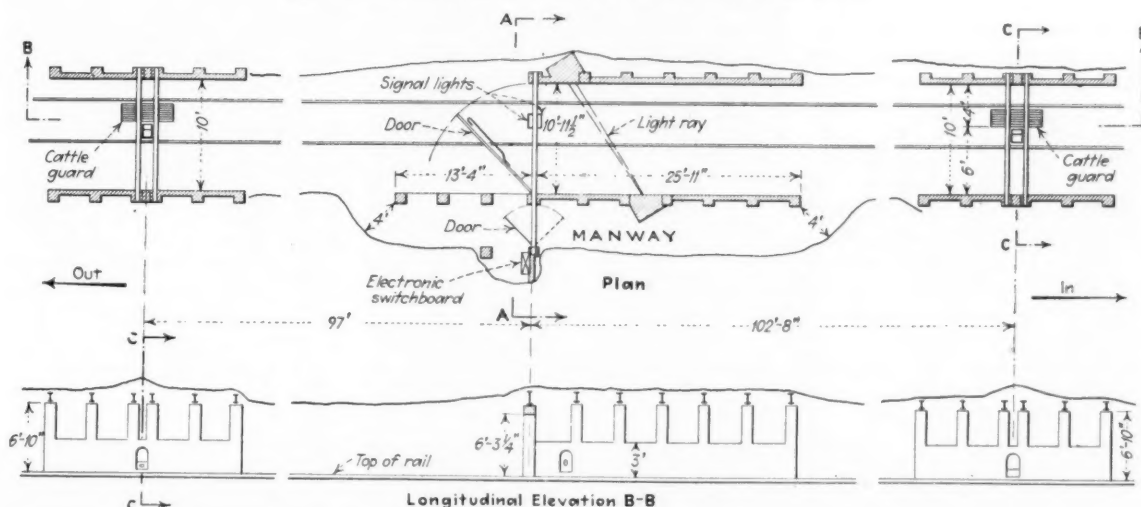 A
C
B
B
10'
Signal lights
Door
10'-11½"
Light ray
10'
4'
6'
Cattle guard
Cattle guard
13'-4"
25'-11"
4'
Door
MANWAY
4'
C
Electronic switchboard
Plan
Out
In
A
97'
102'-8"
C
6'-10"
6'-3¼"
3'
6'-10"
Top of rail
C
Longitudinal Elevation B-B